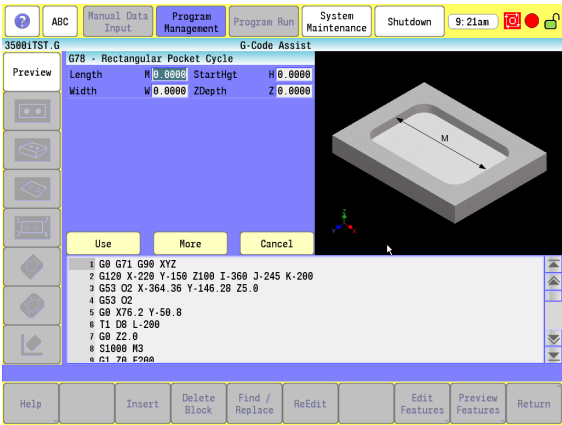 ? ABC Manual Data Input Program Management Program Run System Maintenance Shutdown 9:21am
3500iTST.G G-Code Assist
Preview
G78 - Rectangular Pocket Cycle
Length M 0.0000 StartHgt H 0.0000
Width W 0.0000 ZDepth Z 0.0000
M
Z
Y X
Use More Cancel
1 G0 G71 G90 XYZ
2 G120 X-220 Y-150 Z100 I-360 J-245 K-200
3 G53 O2 X-364.36 Y-146.28 Z5.0
4 G53 O2
5 G0 X76.2 Y-50.8
6 T1 D8 L-200
7 G0 Z2.0
8 S1000 M3
9 G1 Z0 F200
Help Insert Delete Block Find / Replace ReEdit Edit Features Preview Features Return